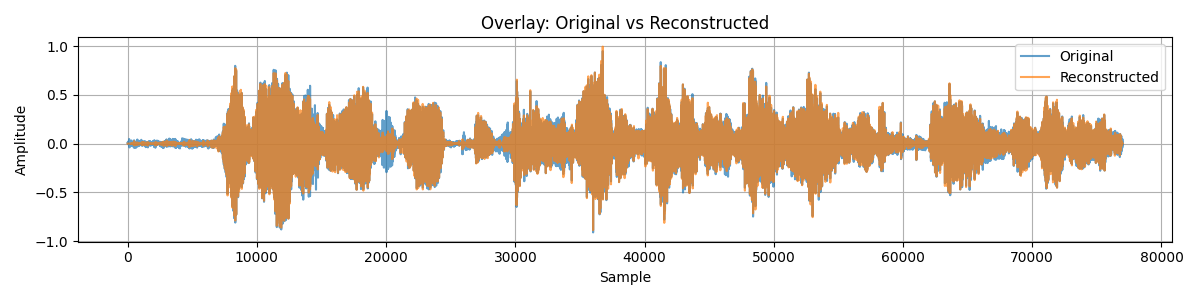 Overlay: Original vs Reconstructed
1.0
0.5
0.0
−0.5
−1.0
Amplitude
Original
Reconstructed
0
10000
20000
30000
40000
50000
60000
70000
80000
Sample